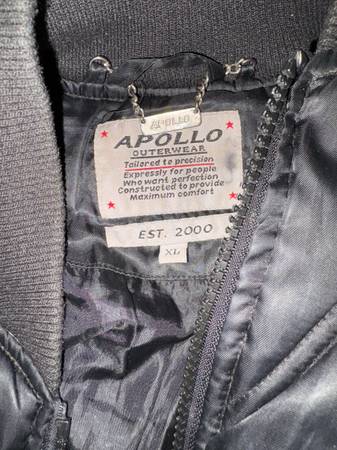 APOLLO
APOLLO
OUTERWEAR
Tailored to precision
Expressly for people
Who want perfection
Constructed to provide
Maximum comfort
EST. 2000
XL